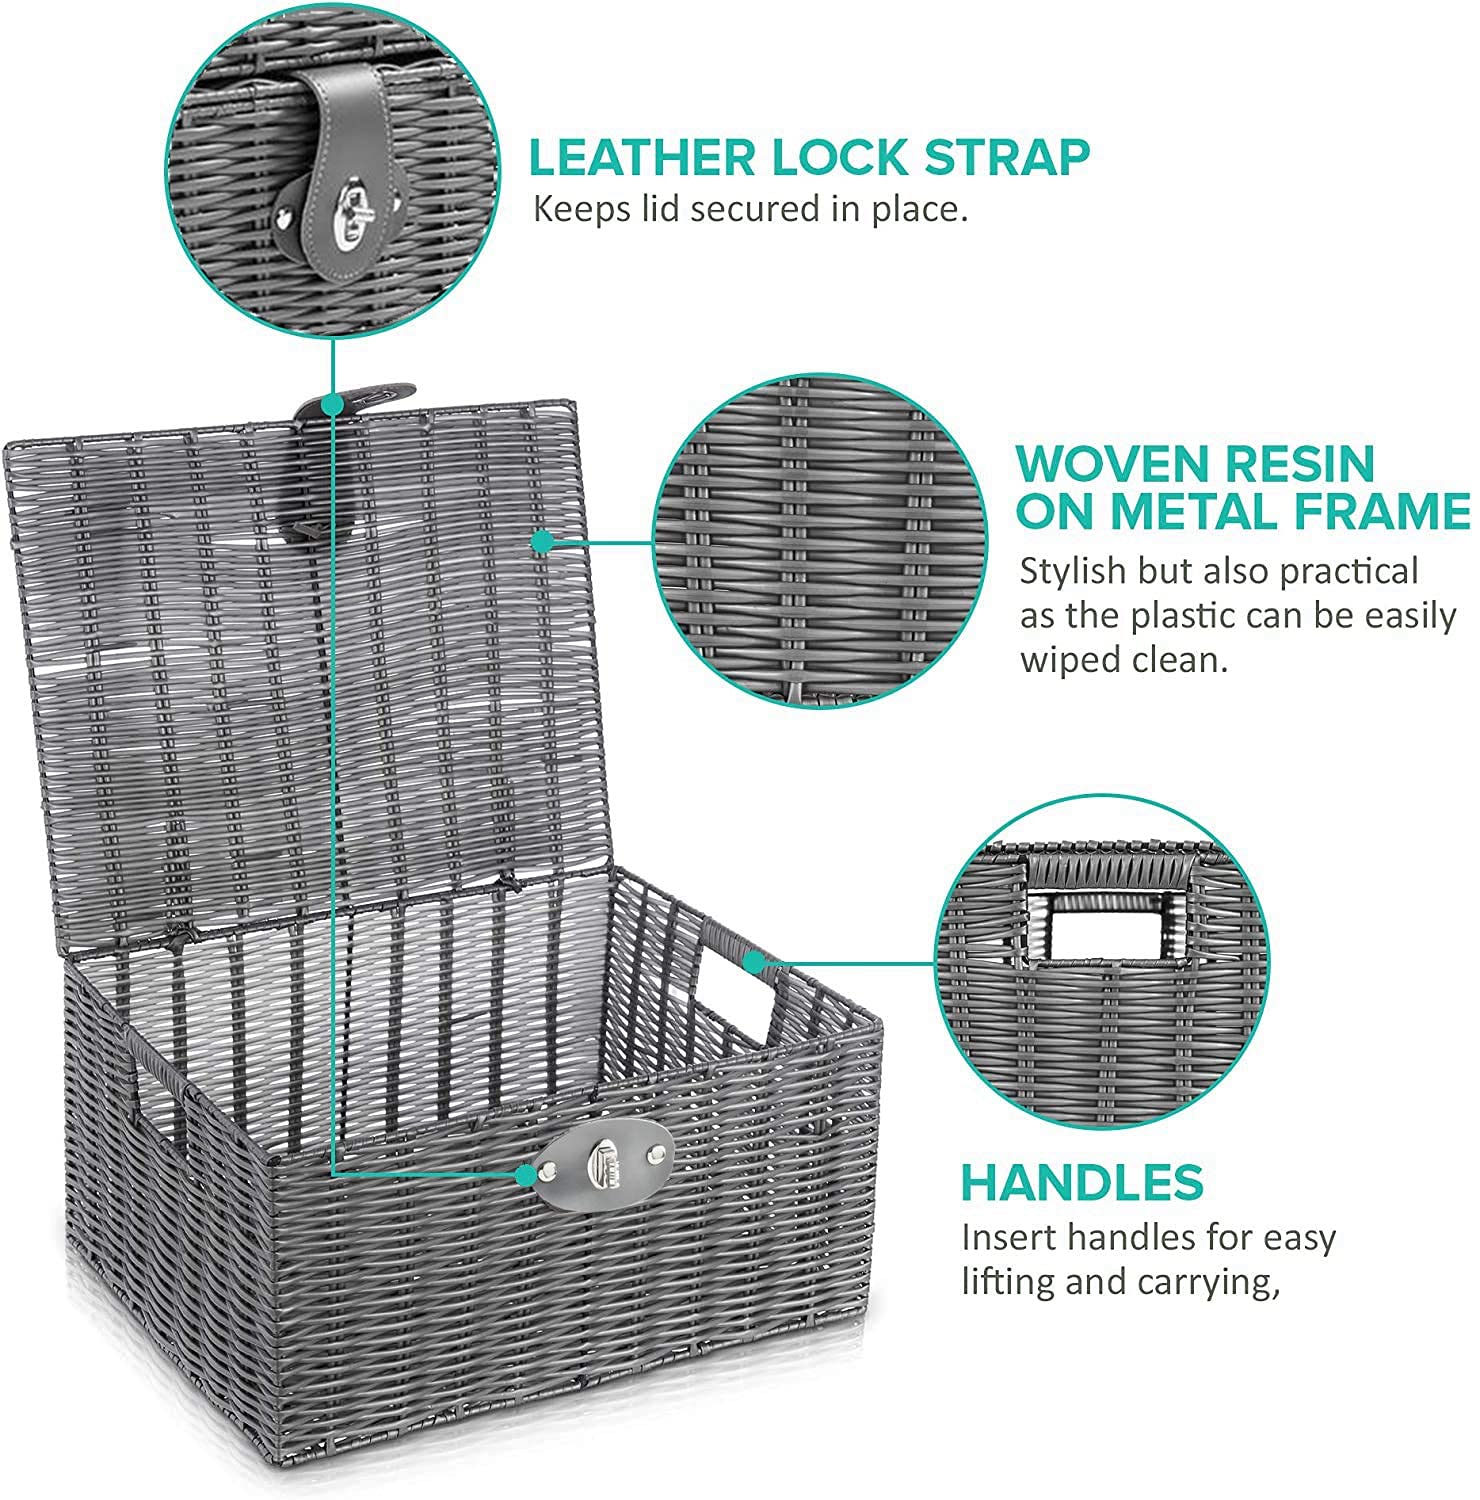 LEATHER LOCK STRAP
Keeps lid secured in place.
WOVEN RESIN
ON METAL FRAME
Stylish but also practical
as the plastic can be easily
wiped clean.
HANDLES
Insert handles for easy
lifting and carrying,